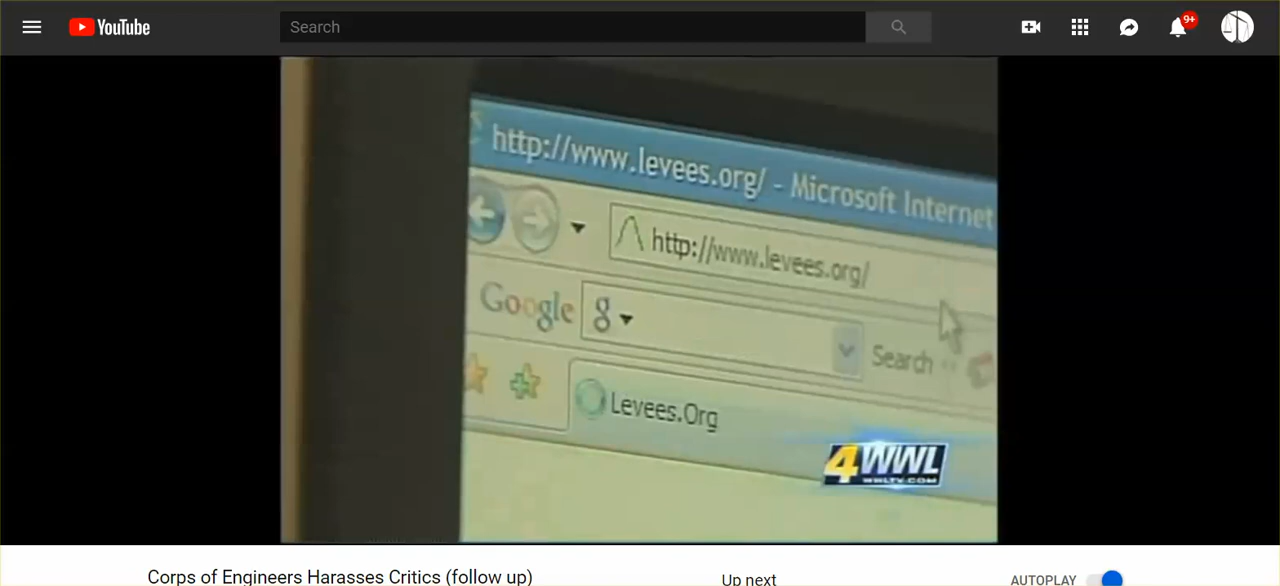 YouTube
Search
9+
http://www.levees.org/ - Microsoft Internet
http://www.levees.org/
Google
g
Search
Levees.Org
4WWL
WWLTV.COM
Corps of Engineers Harasses Critics (follow up)
Up next
AUTOPLAY